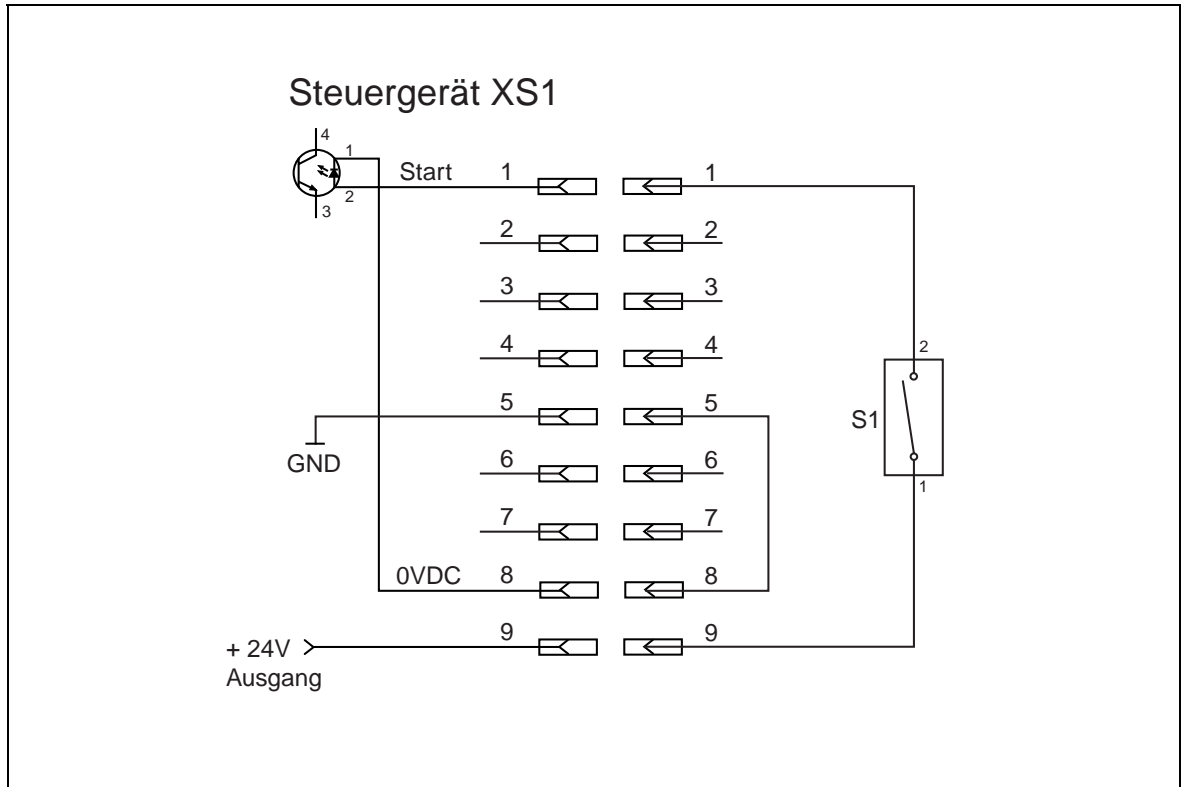 Steuergerät XS1
4
1
Start 1 1
2
3
2 2
3 3
4 4
2
5 5
S1
GND
6 6
1
7 7
0VDC 8 8
9 9
+ 24V
Ausgang